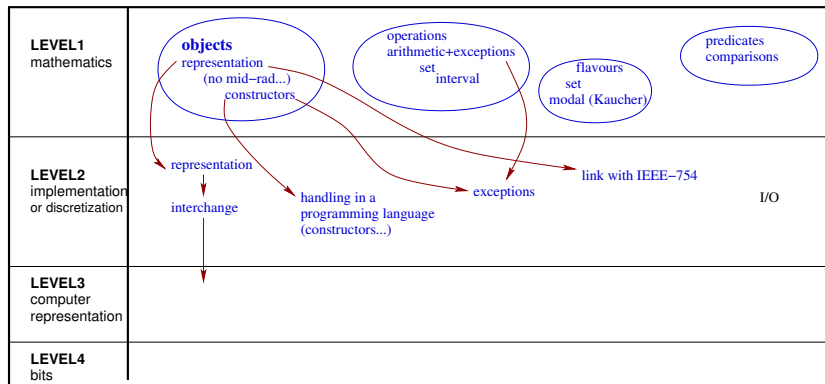 LEVEL1
mathematics
objects
representation
(no mid−rad...)
constructors
operations
arithmetic+exceptions
set
interval
flavours
set
modal (Kaucher)
predicates
comparisons
LEVEL2
implementation
or discretization
representation
interchange
handling in a
programming language
(constructors...)
exceptions
link with IEEE−754
I/O
LEVEL3
computer
representation
LEVEL4
bits